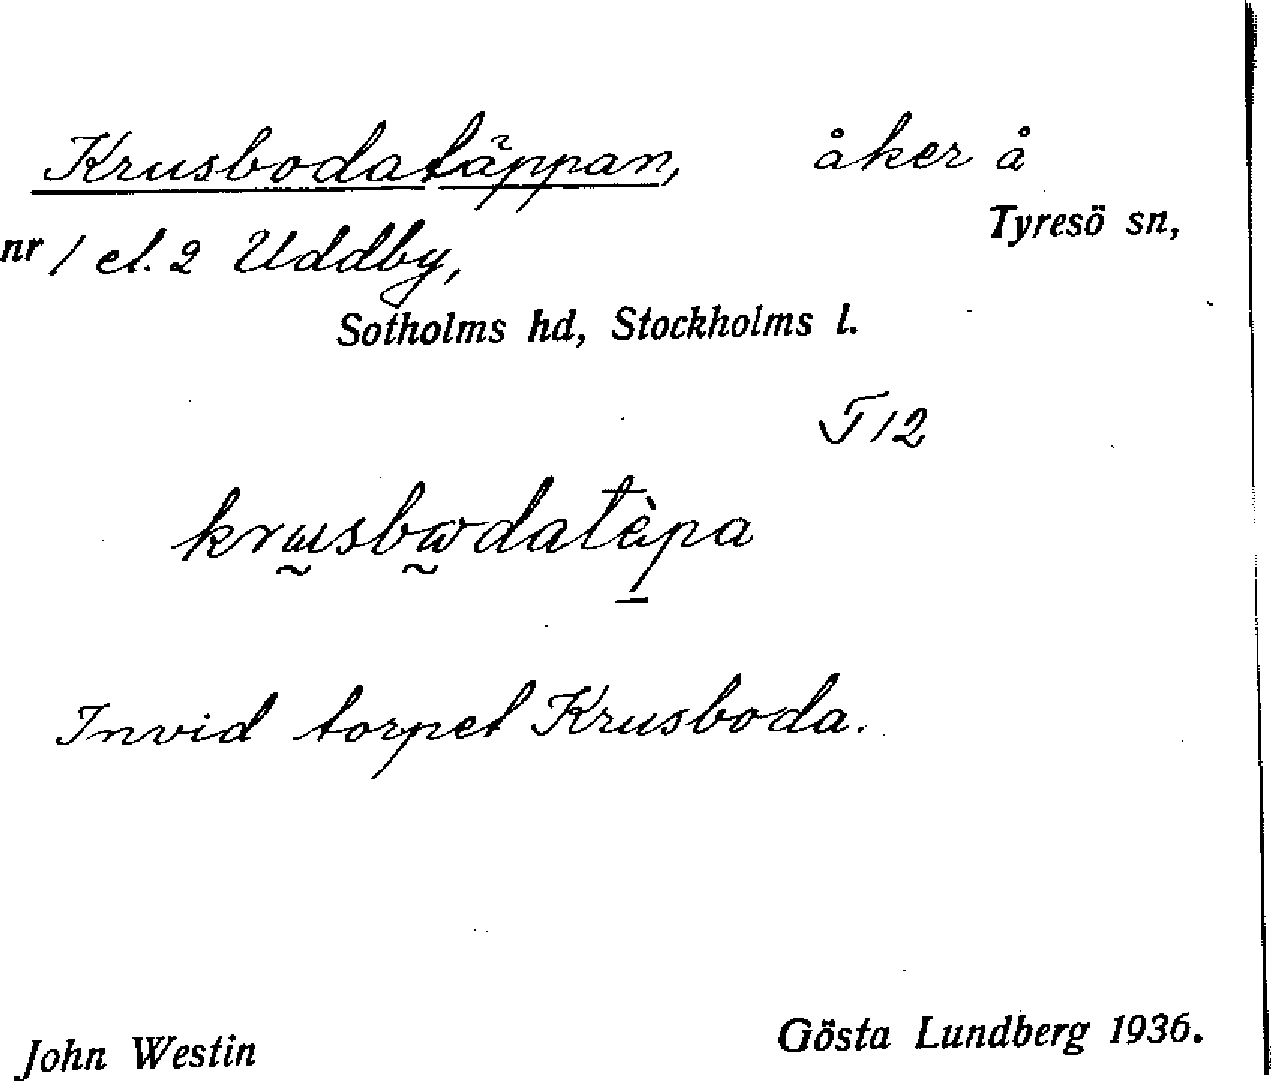 Krusbodatäppan, åker å
Tyresö sn,
nr 1 el. 2 Uddby,
Sotholms hd, Stockholms l.
T 12
krɯsbωdatèpa
Invid torpet Krusboda.
John Westin Gösta Lundberg 1936.